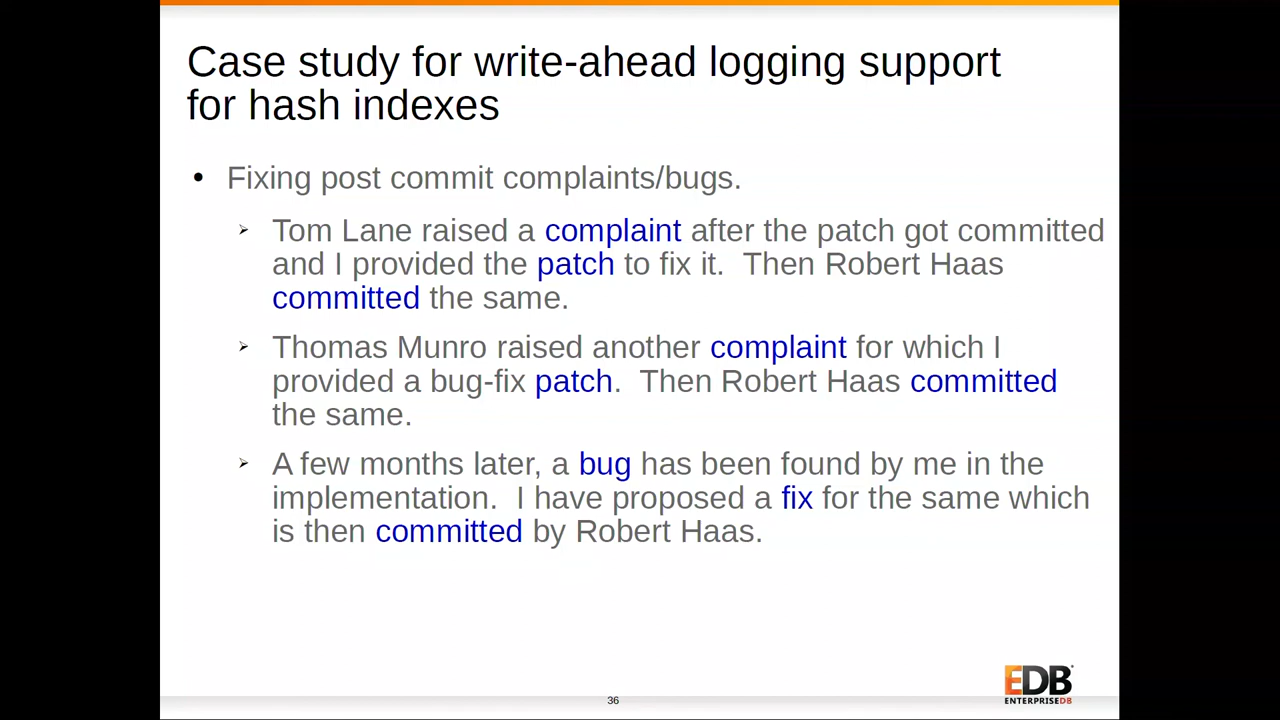 Case study for write-ahead logging support
for hash indexes
• Fixing post commit complaints/bugs.
➢ Tom Lane raised a complaint after the patch got committed
and I provided the patch to fix it.  Then Robert Haas
committed the same.
➢ Thomas Munro raised another complaint for which I
provided a bug-fix patch.  Then Robert Haas committed
the same.
➢ A few months later, a bug has been found by me in the
implementation.  I have proposed a fix for the same which
is then committed by Robert Haas.
EDB
ENTERPRISEDB
36